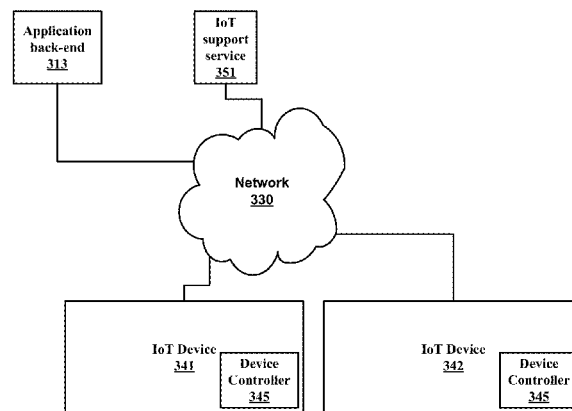 Application
back-end
313
IoT
support
service
351
Network
330
IoT Device
341
Device
Controller
345
IoT Device
342
Device
Controller
345